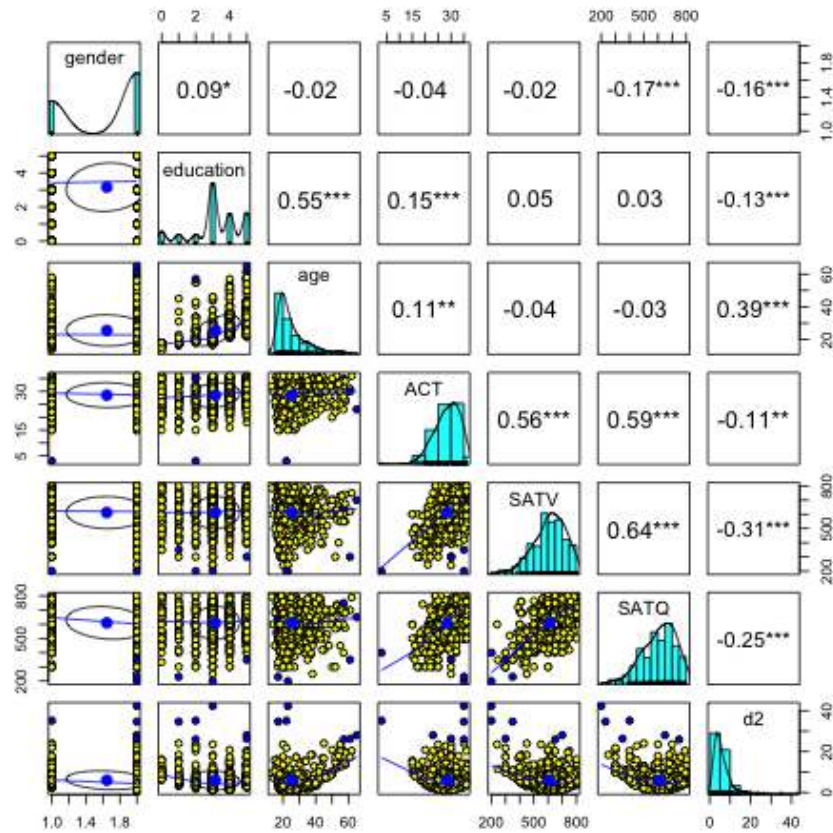 0 2 4 5 15 30 200 500 800
gender 0.09* -0.02 -0.04 -0.02 -0.17*** -0.16*** 1.0 1.4 1.8
0 2 4 education 0.55*** 0.15*** 0.05 0.03 -0.13***
age 0.11** -0.04 -0.03 0.39*** 20 40 60
5 15 30 ACT 0.56*** 0.59*** -0.11**
SATV 0.64*** -0.31*** 200 500 800
200 500 800 SATQ -0.25***
d2 0 20 40
1.0 1.4 1.8 20 40 60 200 500 800 0 20 40